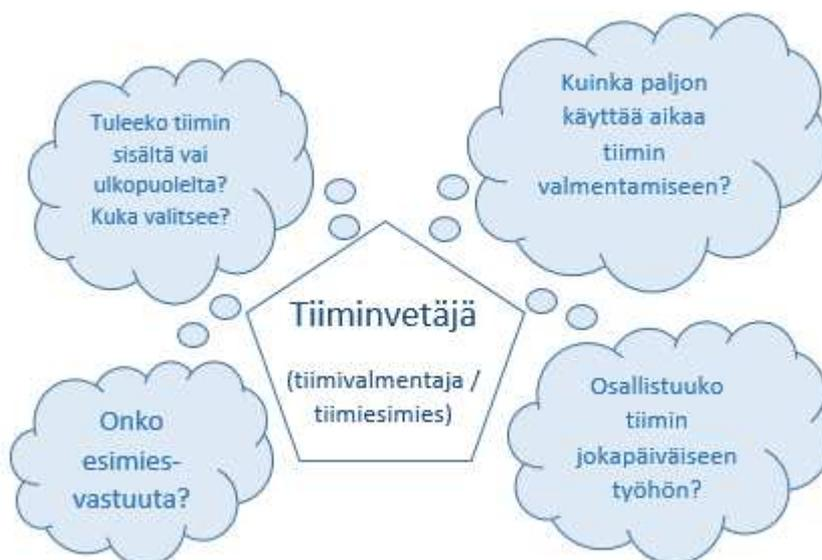 Tuleeko tiimin
sisältä vai
ulkopuolelta?
Kuka valitsee?
Kuinka paljon
käyttää aikaa
tiimin
valmentamiseen?
Tiiminvetäjä
(tiimivalmentaja /
tiimiesimies)
Onko
esimies-
vastuuta?
Osallistuuko
tiimin
jokapäiväiseen
työhön?